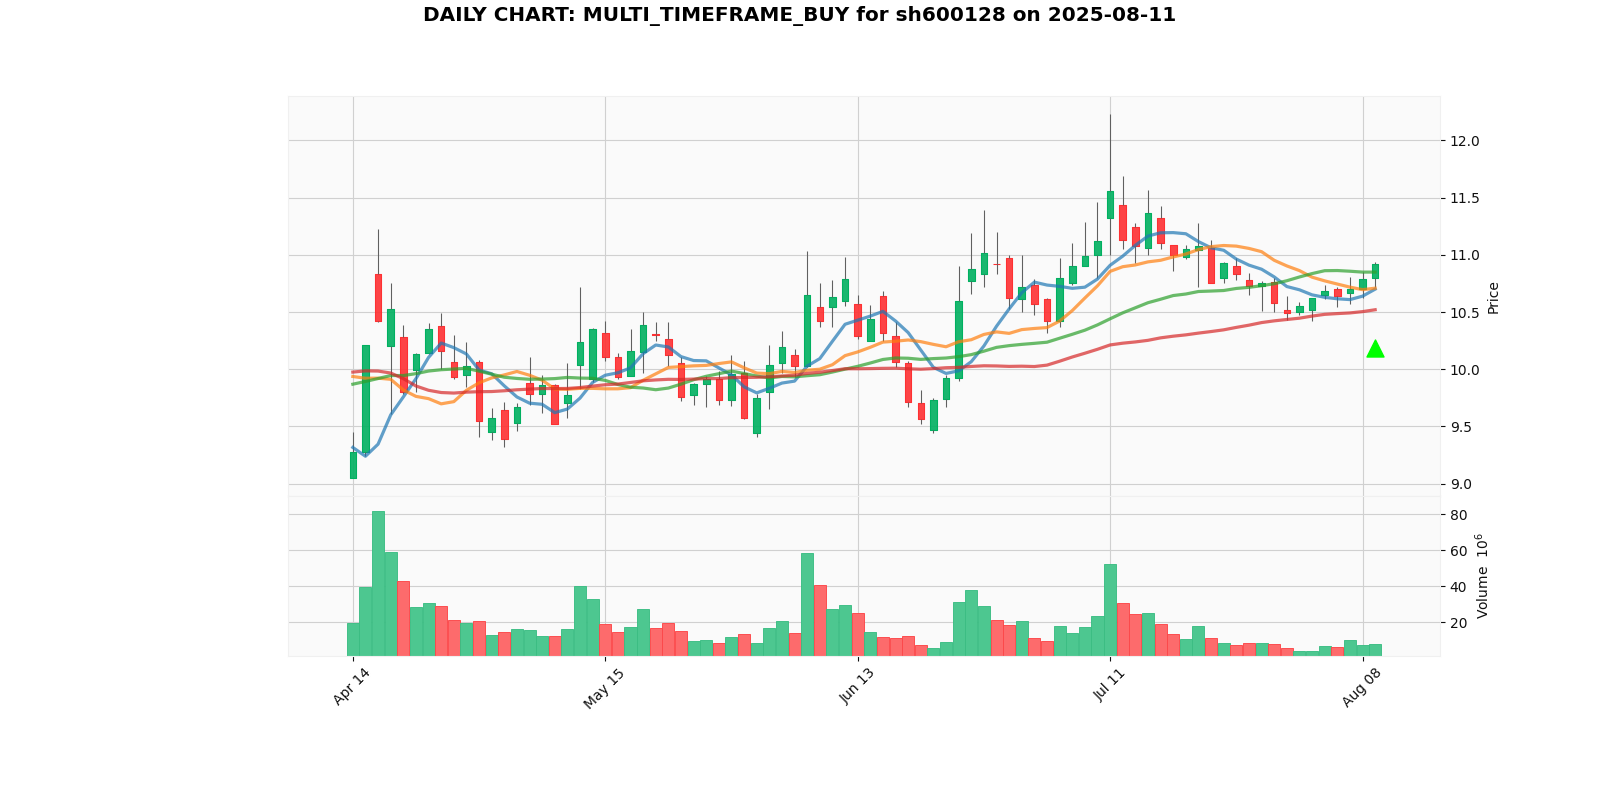 DAILY CHART: MULTI_TIMEFRAME_BUY for sh600128 on 2025-08-11
12.0
11.5
11.0
10.5
10.0
9.5
9.0
Price
80
60
40
20
Volume 10^6
Apr 14
May 15
Jun 13
Jul 11
Aug 08